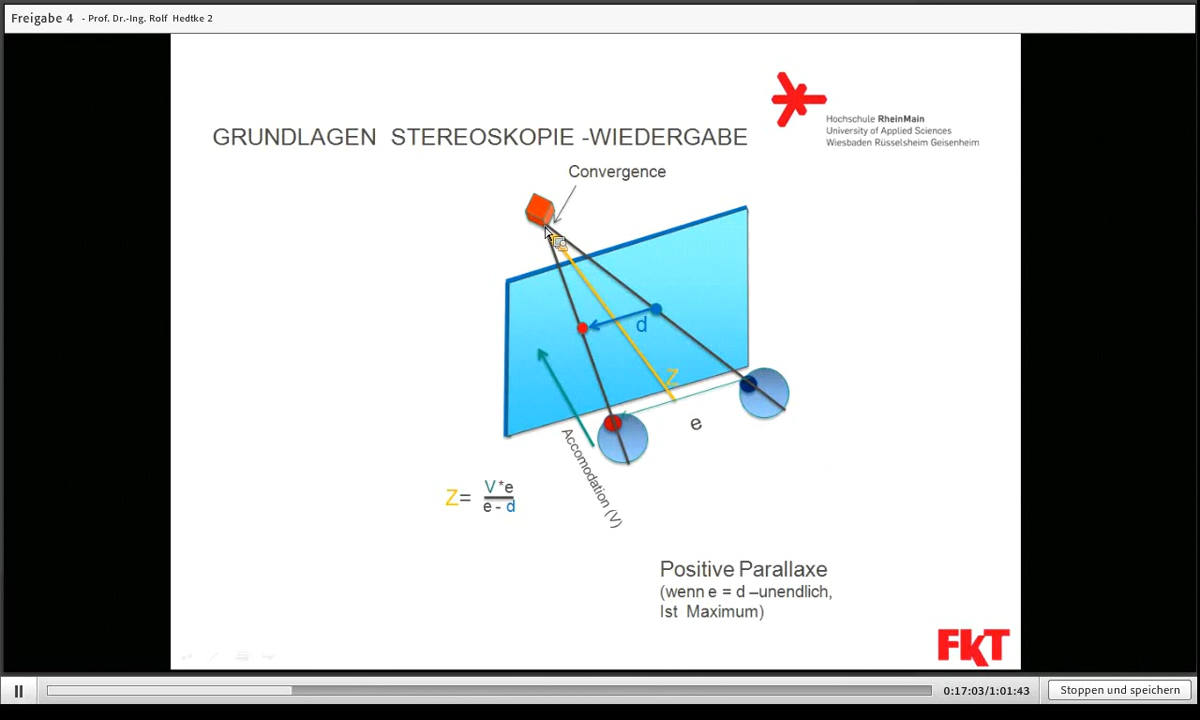 Freigabe 4 - Prof. Dr.-Ing. Rolf Hedtke 2
Hochschule RheinMain
University of Applied Sciences
Wiesbaden Rüsselsheim Geisenheim
GRUNDLAGEN STEREOSKOPIE -WIEDERGABE
Convergence
d
Z
e
Accomodation (V)
Z= V*e
e - d
Positive Parallaxe
(wenn e = d –unendlich,
Ist Maximum)
FKT
0:17:03/1:01:43
Stoppen und speichern